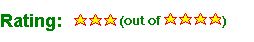 Rating: (out of )